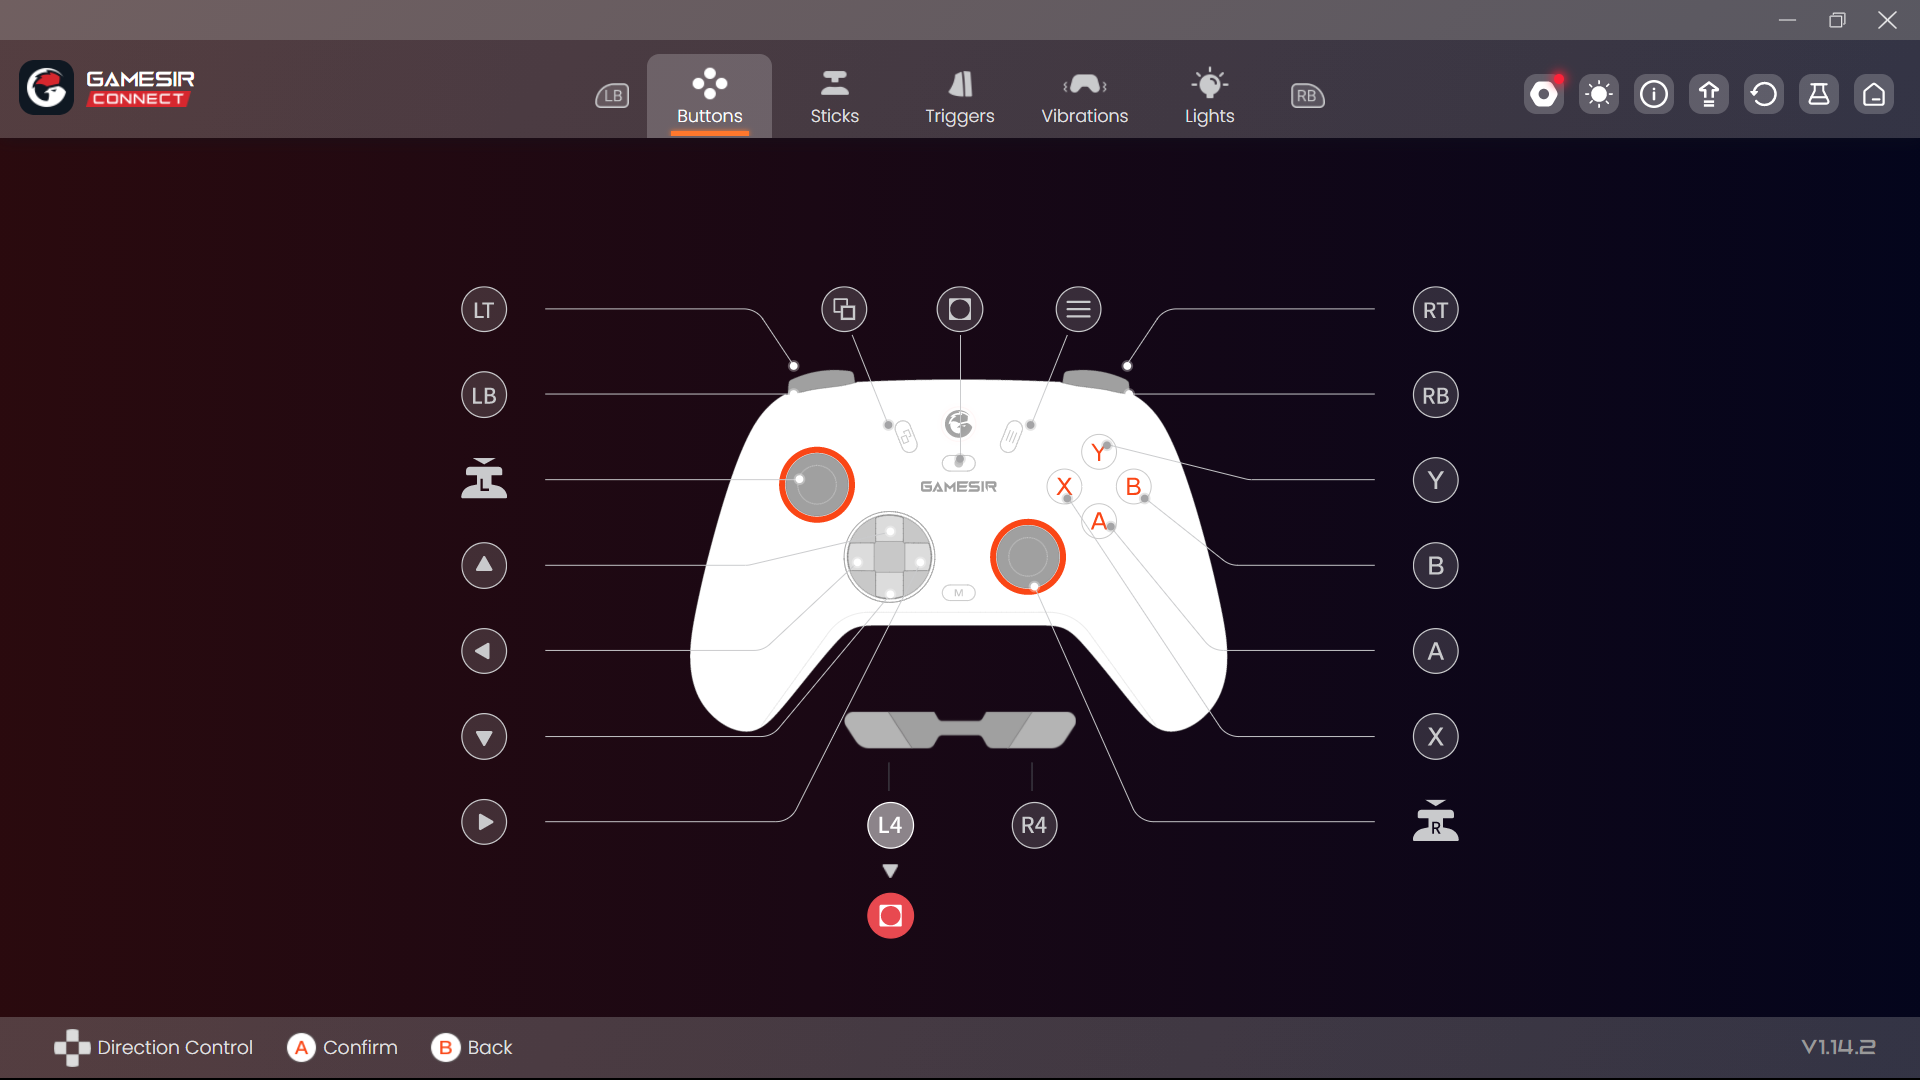 GAMESIR
CONNECT
LB
Buttons
Sticks
Triggers
Vibrations
Lights
RB
LT
RT
LB
RB
Y
GAMESIR
X
B
A
L
Y
B
M
A
X
L4
R4
R
Direction Control
A Confirm
B Back
V1.14.2